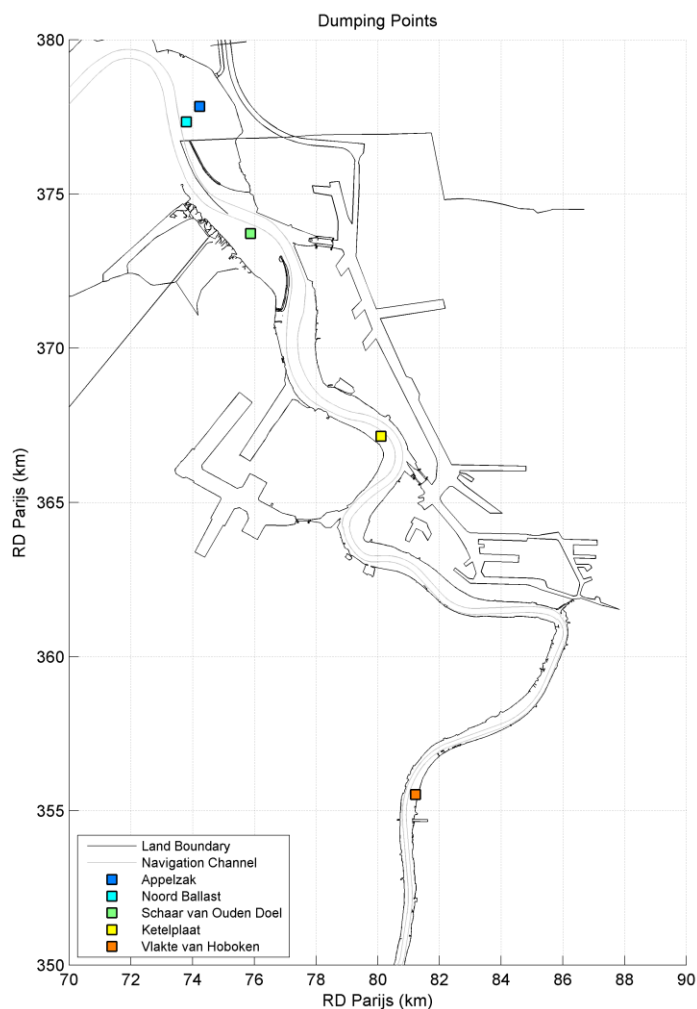 Dumping Points
380
375
370
365
360
355
350
RD Parijs (km)
Land Boundary
Navigation Channel
Appelzak
Noord Ballast
Schaar van Ouden Doel
Ketelplaat
Vlakte van Hoboken
70 72 74 76 78 80 82 84 86 88 90
RD Parijs (km)